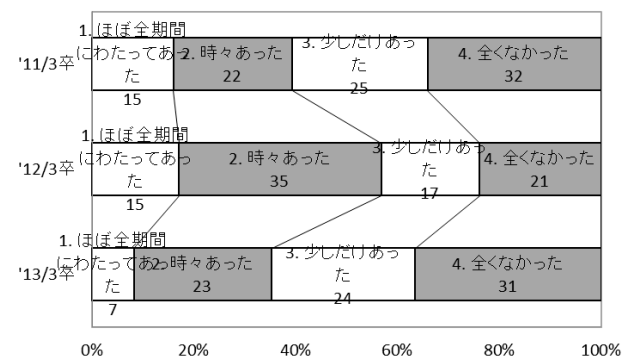 1. ほぼ全期間
にわたってあっ
た
15
2. 時々あった
22
3. 少しだけあっ
た
25
4. 全くなかった
32
'11/3卒
1. ほぼ全期間
にわたってあっ
た
15
2. 時々あった
35
3. 少しだけあっ
た
17
4. 全くなかった
21
'12/3卒
1. ほぼ全期間
にわたってあっ
た
7
2. 時々あった
23
3. 少しだけあっ
た
24
4. 全くなかった
31
'13/3卒
0% 20% 40% 60% 80% 100%